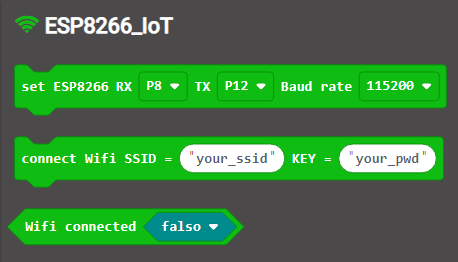 ESP8266_IoT
set ESP8266 RX P8 TX P12 Baud rate 115200
connect Wifi SSID = "your_ssid" KEY = "your_pwd"
Wifi connected falso